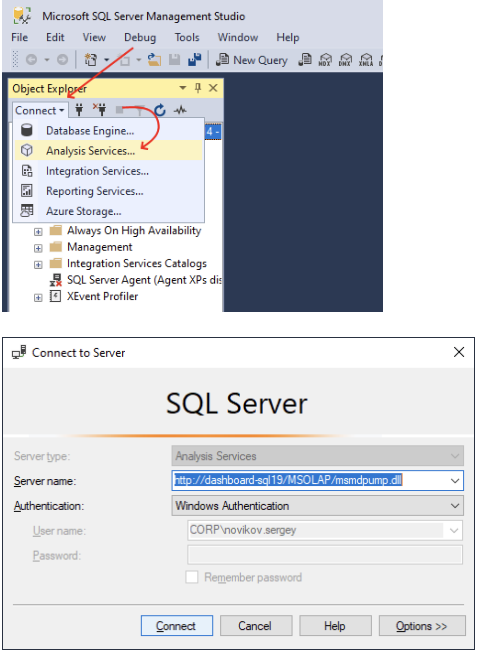 Microsoft SQL Server Management Studio
File Edit View Debug Tools Window Help
New Query MDX DMX XMLA
Object Explorer
Connect
Database Engine... 4 -
Analysis Services...
Integration Services...
Reporting Services...
Azure Storage...
Always On High Availability
Management
Integration Services Catalogs
SQL Server Agent (Agent XPs dis
XEvent Profiler
Connect to Server
SQL Server
Server type: Analysis Services
Server name: http://dashboard-sql19/MSOLAP/msmdpump.dll
Authentication: Windows Authentication
User name: CORP\novikov.sergey
Password:
Remember password
Connect Cancel Help Options >>